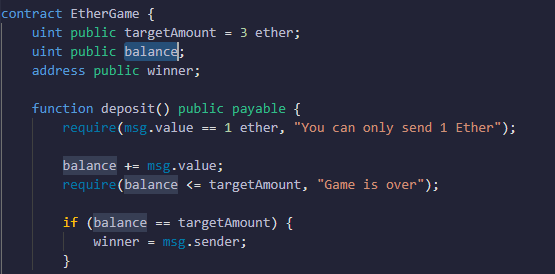 contract EtherGame {
uint public targetAmount = 3 ether;
uint public balance;
address public winner;
function deposit() public payable {
require(msg.value == 1 ether, "You can only send 1 Ether");
balance += msg.value;
require(balance <= targetAmount, "Game is over");
if (balance == targetAmount) {
winner = msg.sender;
}